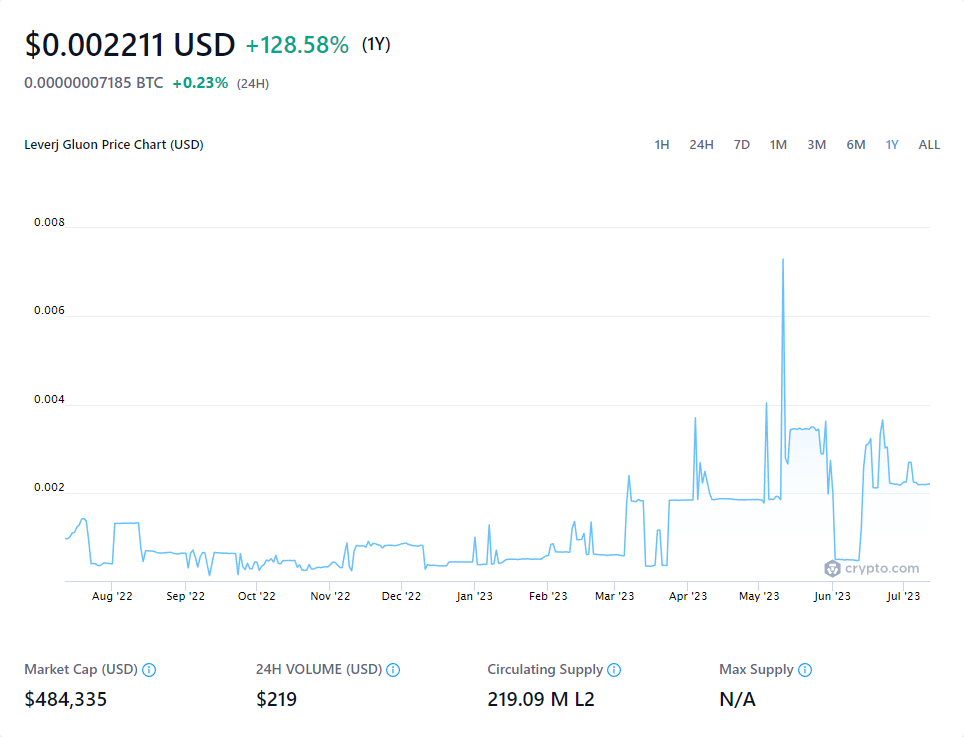 $0.002211 USD +128.58% (1Y)
0.00000007185 BTC +0.23% (24H)
Leverj Gluon Price Chart (USD) 1H 24H 7D 1M 3M 6M 1Y ALL
0.008
0.006
0.004
0.002
crypto.com
Aug '22 Sep '22 Oct '22 Nov '22 Dec '22 Jan '23 Feb '23 Mar '23 Apr '23 May '23 Jun '23 Jul '23
Market Cap (USD) 24H VOLUME (USD) Circulating Supply Max Supply
$484,335 $219 219.09 M L2 N/A